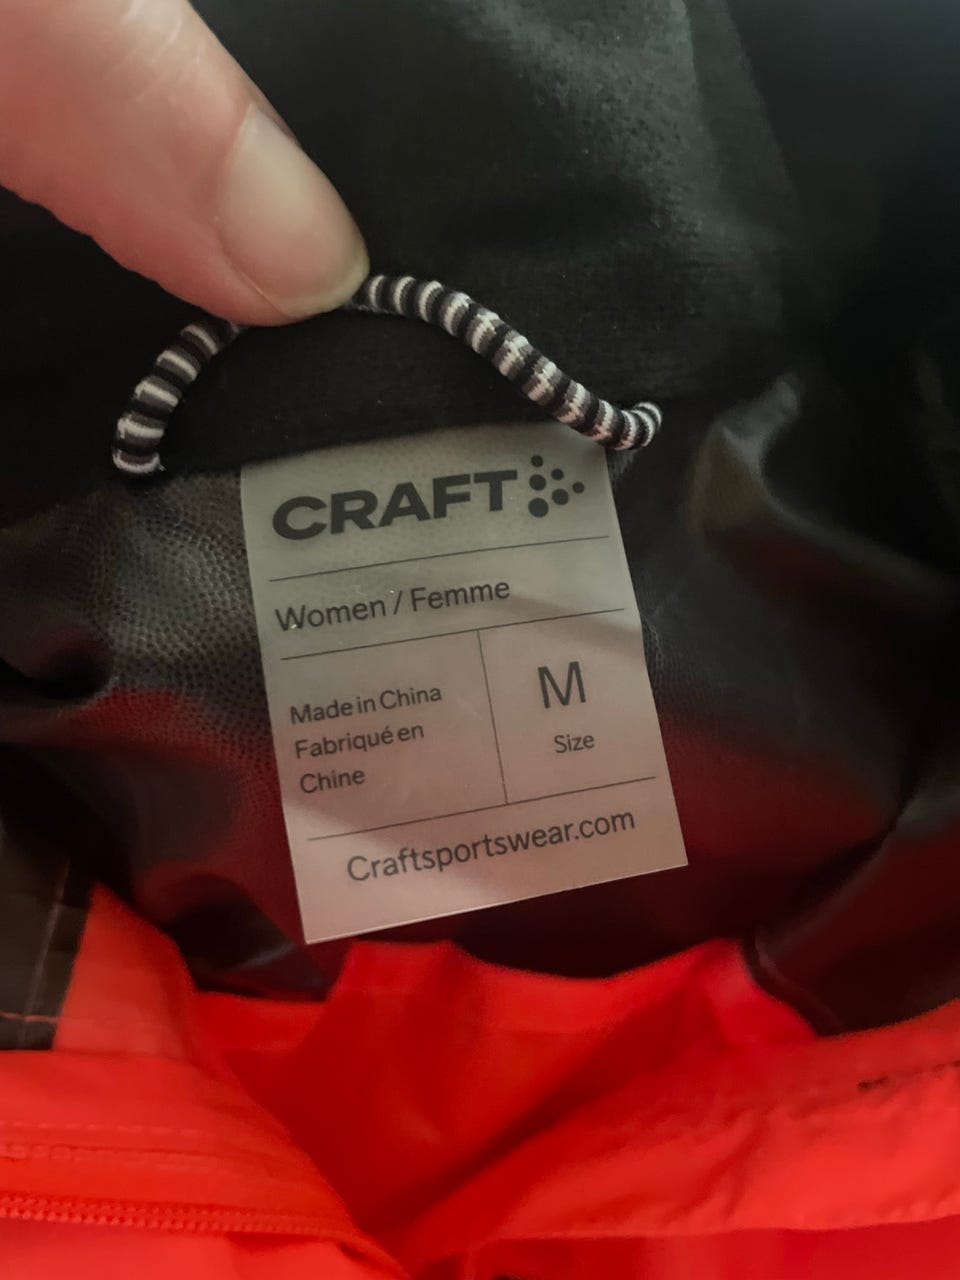 CRAFT
Women / Femme
Made in China
Fabriqué en
Chine
M
Size
Craftsportswear.com